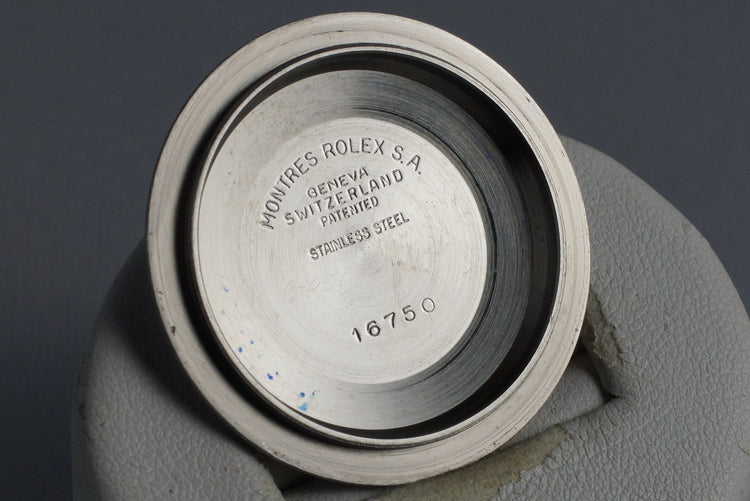 MONTRES ROLEX S.A.
GENEVA
SWITZERLAND
PATENTED
STAINLESS STEEL
16750